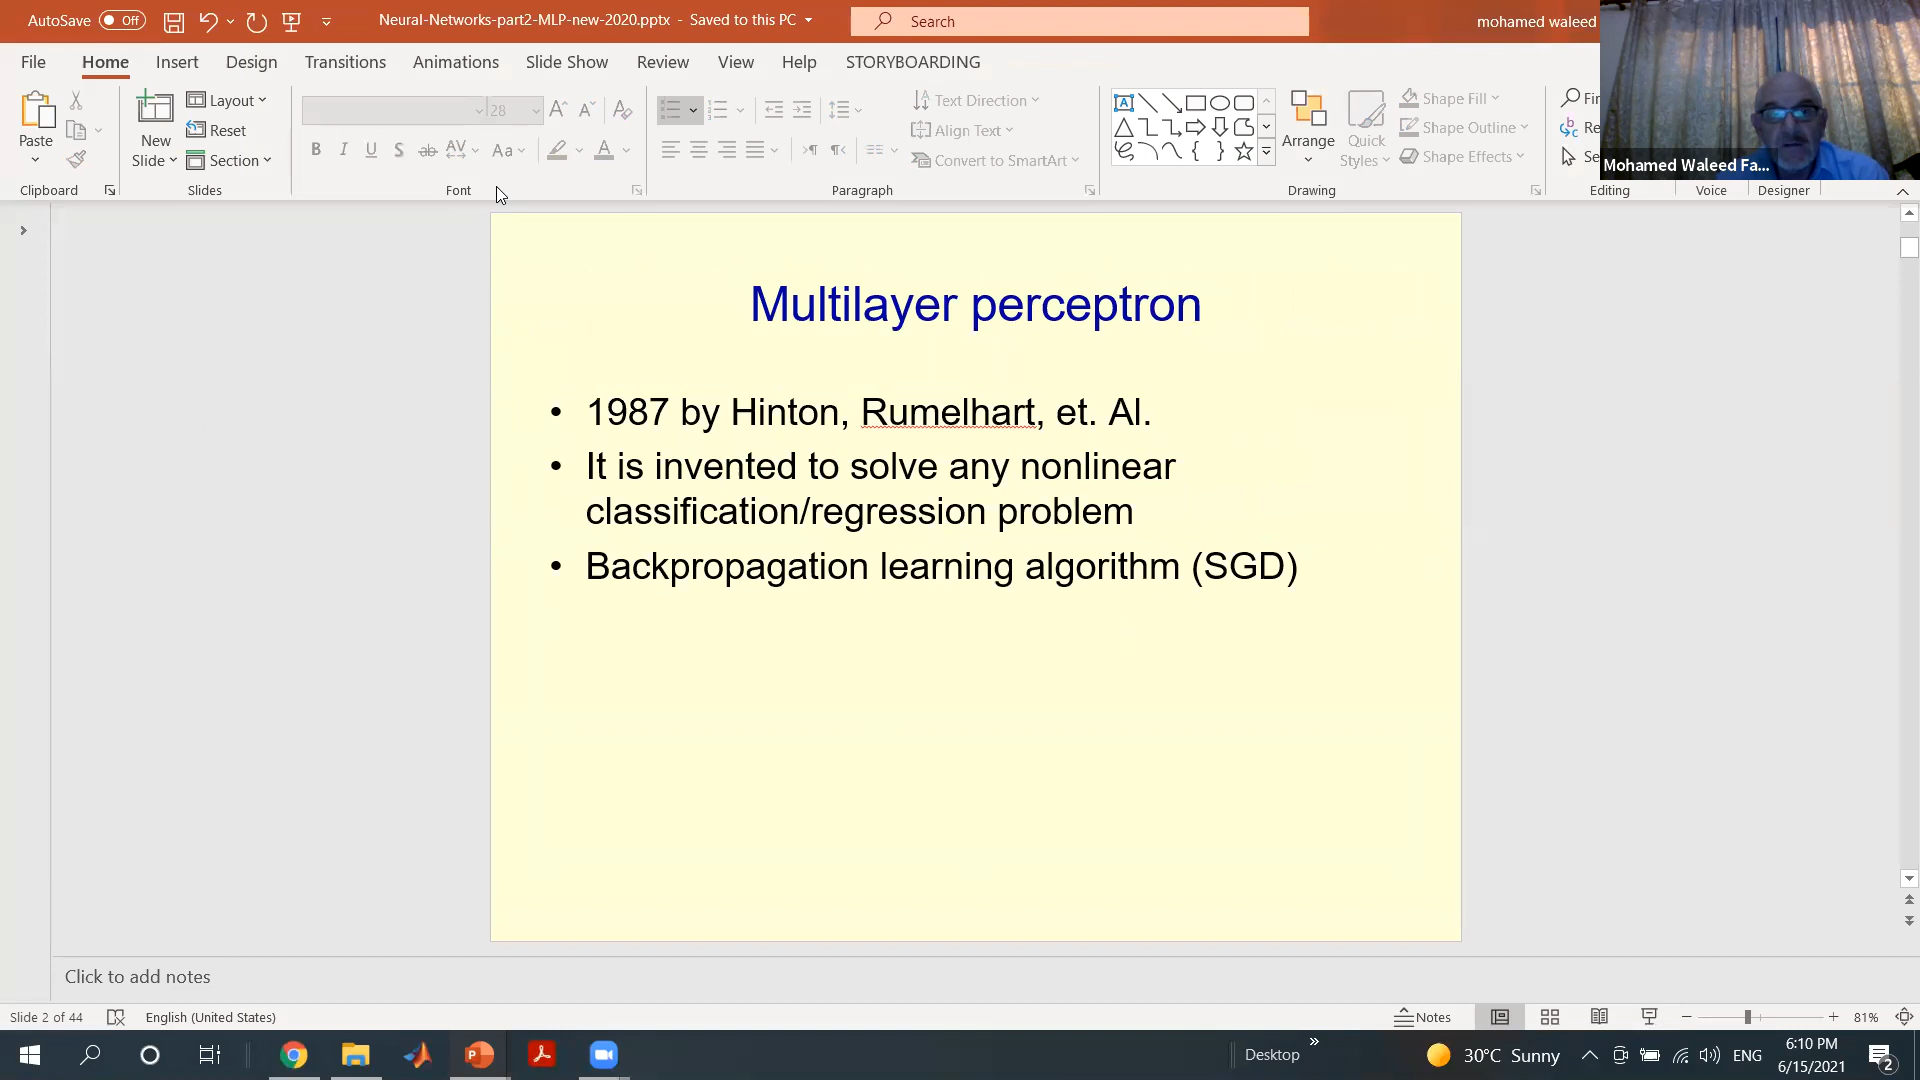 AutoSave Off
Neural-Networks-part2-MLP-new-2020.pptx - Saved to this PC
Search
mohamed waleed
File Home Insert Design Transitions Animations Slide Show Review View Help STORYBOARDING
Paste
New Slide
Layout
Reset
Section
28
Text Direction
Align Text
Convert to SmartArt
Arrange
Quick Styles
Shape Fill
Shape Outline
Shape Effects
Mohamed Waleed Fa...
Clipboard Slides Font Paragraph Drawing Editing Voice Designer
Multilayer perceptron
• 1987 by Hinton, Rumelhart, et. Al.
• It is invented to solve any nonlinear
classification/regression problem
• Backpropagation learning algorithm (SGD)
Click to add notes
Slide 2 of 44 English (United States) Notes 81%
Desktop 30°C Sunny ENG 6:10 PM
6/15/2021
2